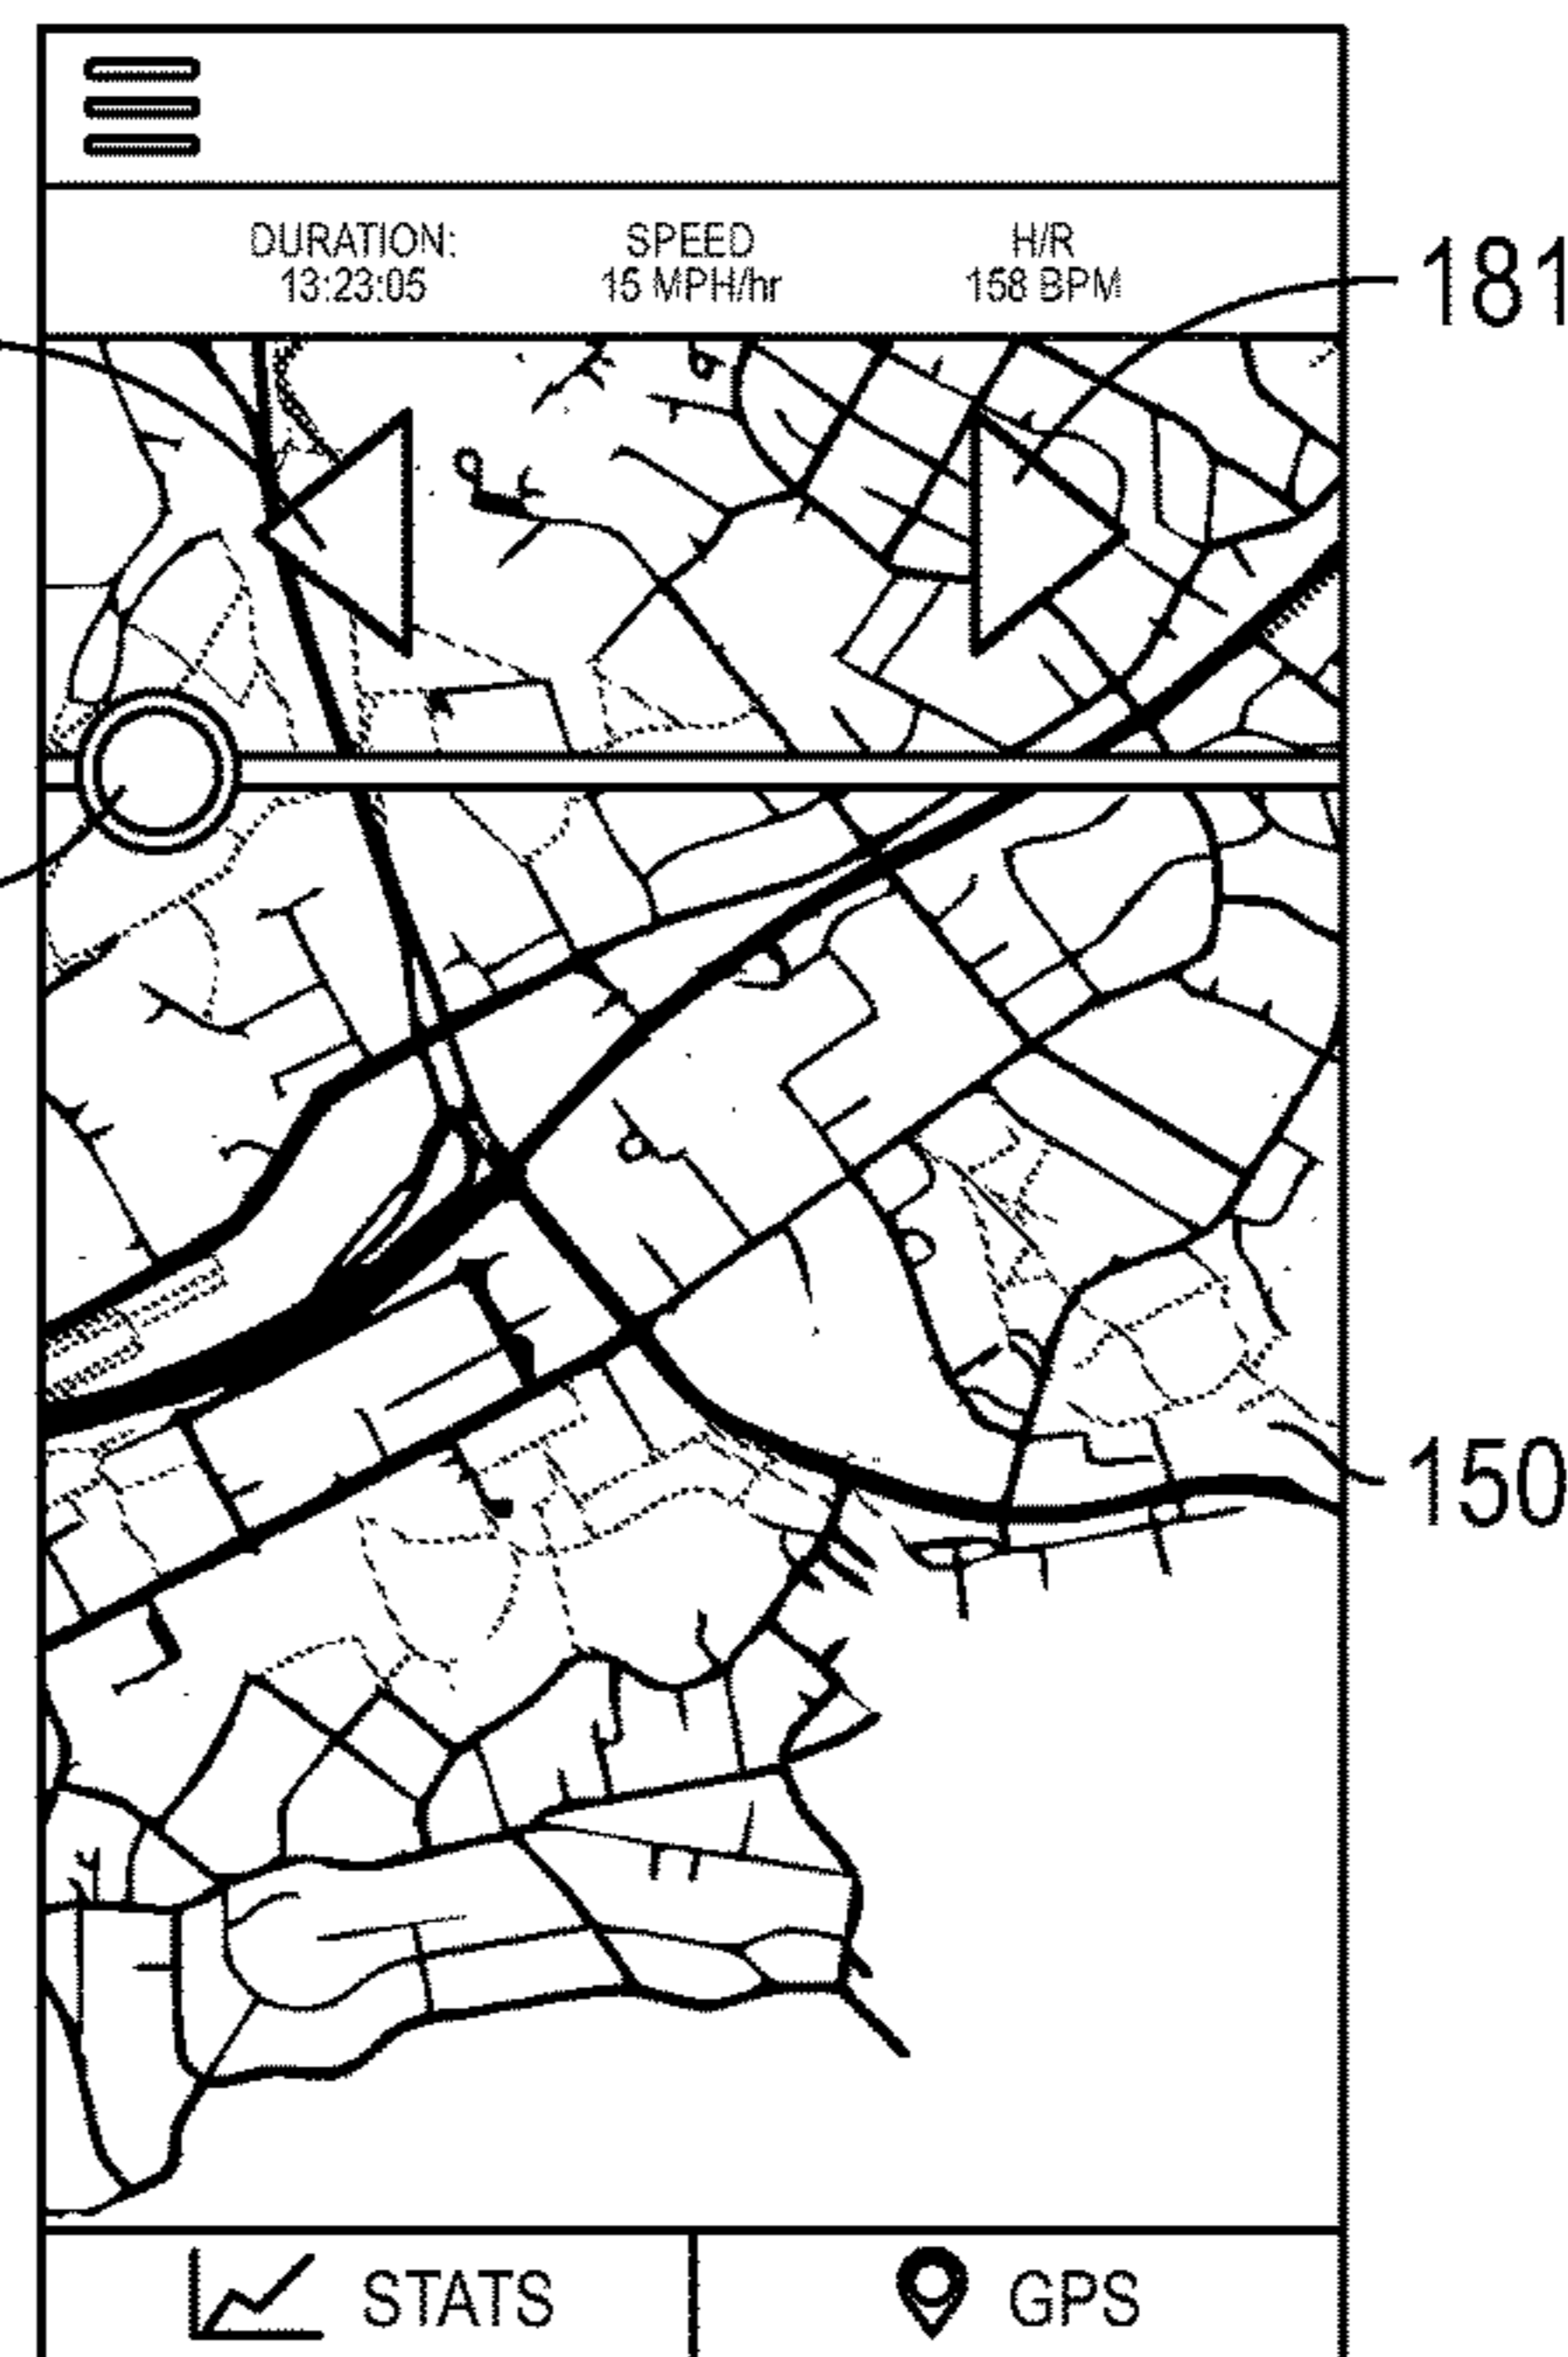 DURATION: SPEED H/R
13:23:05 15 MPH/hr 158 BPM
181
150
STATS GPS